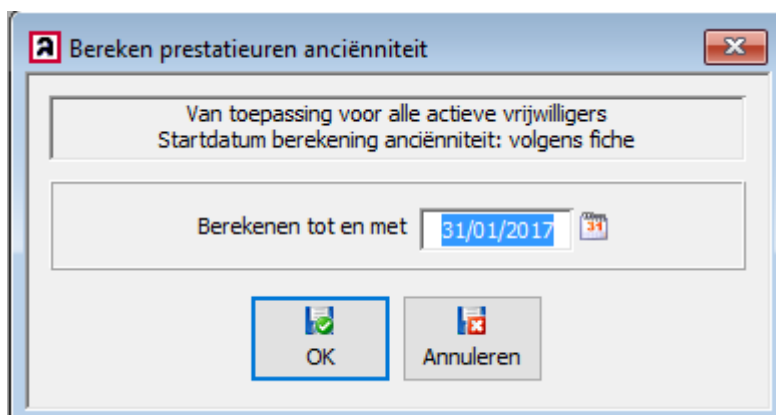 Bereken prestatieuren anciënniteit
Van toepassing voor alle actieve vrijwilligers
Startdatum berekening anciënniteit: volgens fiche
Berekenen tot en met 31/01/2017 31
OK Annuleren